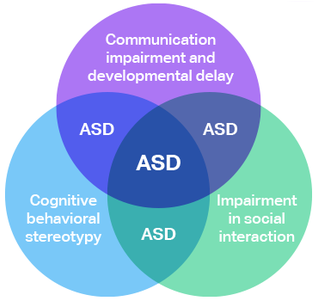 Communication
impairment and
developmental delay
ASD
ASD
ASD
Cognitive
behavioral
stereotypy
Impairment
in social
interaction
ASD